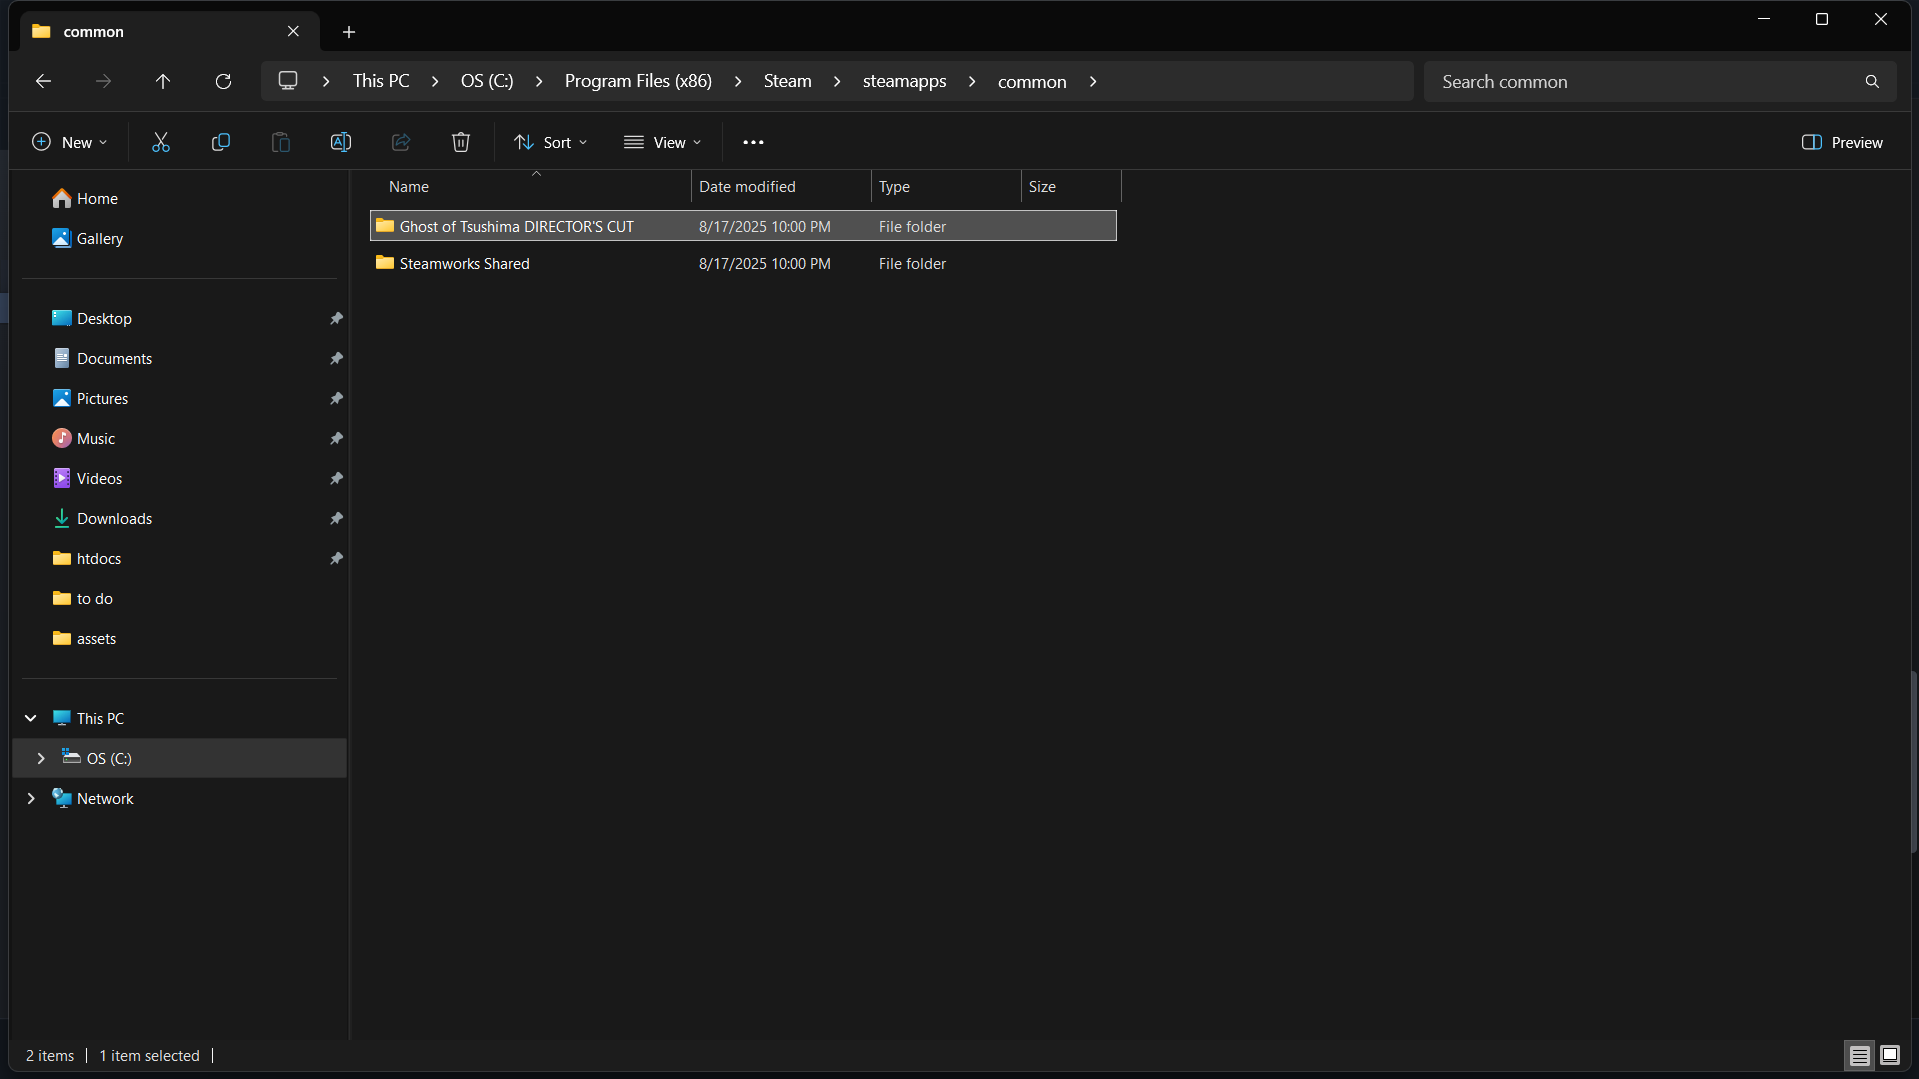 common
This PC
OS (C:)
Program Files (x86)
Steam
steamapps
common
Search common
New
Sort
View
Preview
Name
Date modified
Type
Size
Home
Gallery
Desktop
Documents
Pictures
Music
Videos
Downloads
htdocs
to do
assets
This PC
OS (C:)
Network
Ghost of Tsushima DIRECTOR'S CUT 8/17/2025 10:00 PM File folder
Steamworks Shared 8/17/2025 10:00 PM File folder
2 items
1 item selected